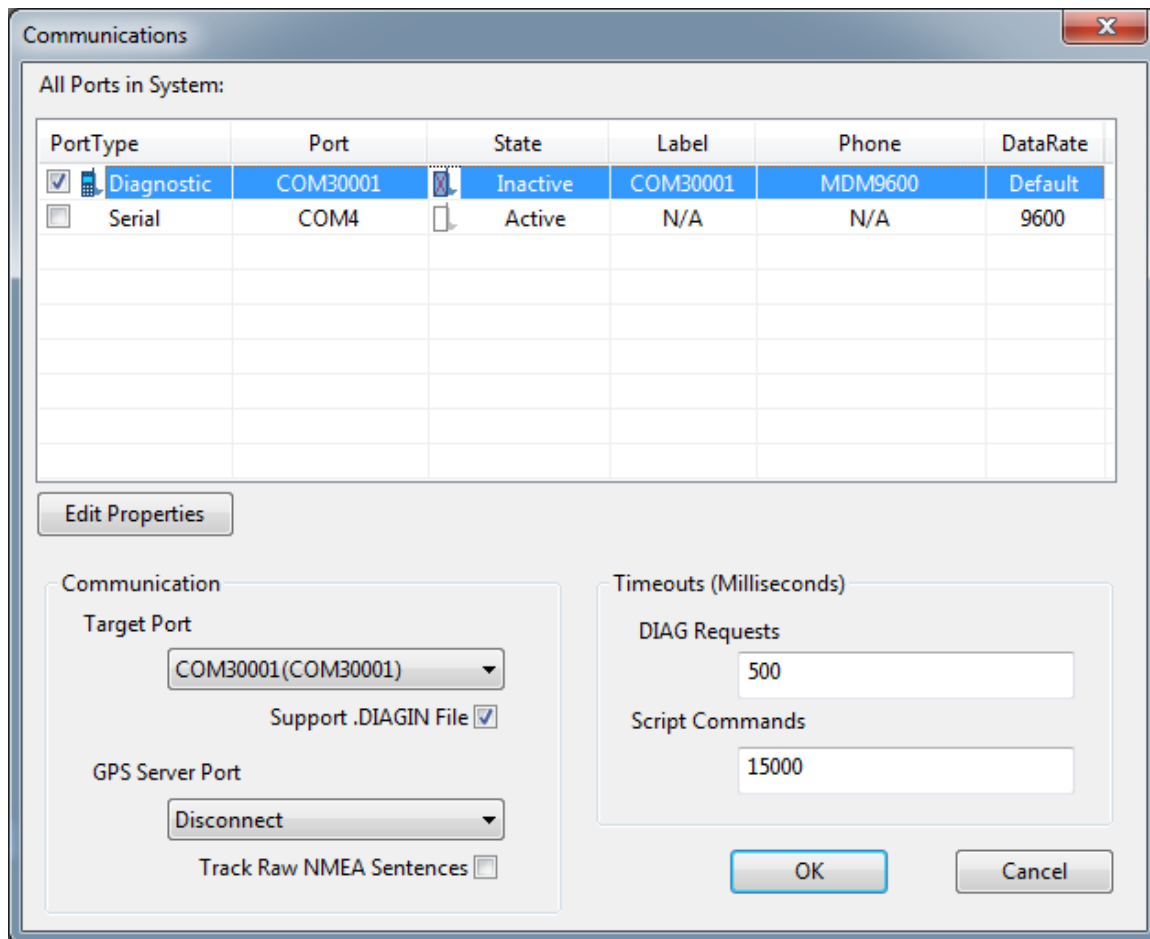 Communications
All Ports in System:
PortType Port State Label Phone DataRate
Diagnostic COM30001 Inactive COM30001 MDM9600 Default
Serial COM4 Active N/A N/A 9600
Edit Properties
Communication
Target Port
COM30001(COM30001)
Support .DIAGIN File
GPS Server Port
Disconnect
Track Raw NMEA Sentences
Timeouts (Milliseconds)
DIAG Requests
500
Script Commands
15000
OK Cancel